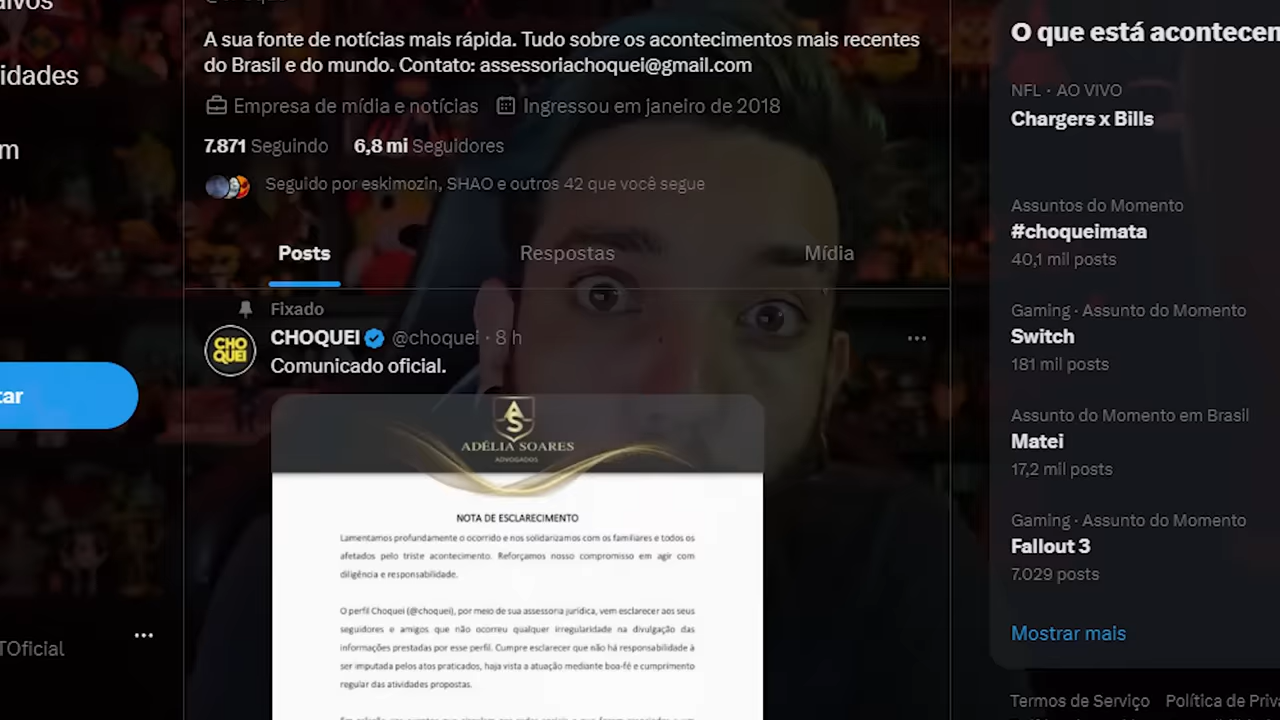 idades
m
tar
TOficial
A sua fonte de notícias mais rápida. Tudo sobre os acontecimentos mais recentes
do Brasil e do mundo. Contato: assessoriachoquei@gmail.com
Empresa de mídia e notícias Ingressou em janeiro de 2018
7.871 Seguindo 6,8 mi Seguidores
Seguido por eskimozin, SHAO e outros 42 que você segue
Posts Respostas Mídia
Fixado
CHO
QUEI
CHOQUEI @choquei · 8 h
Comunicado oficial.
AS
ADÉLIA SOARES
ADVOGADOS
NOTA DE ESCLARECIMENTO
Lamentamos profundamente o ocorrido e nos solidarizamos com os familiares e todos os
afetados pelo triste acontecimento. Reforçamos nosso compromisso em agir com
diligência e responsabilidade.
O perfil Choquei (@choquei), por meio de sua assessoria jurídica, vem esclarecer aos seus
seguidores e amigos que não ocorreu qualquer irregularidade na divulgação das
informações prestadas por esse perfil. Cumpre esclarecer que não há responsabilidade a
ser imputada pelos atos praticados, haja vista a atuação mediante boa-fé e cumprimento
regular das atividades propostas.
O que está acontecen
NFL · AO VIVO
Chargers x Bills
Assuntos do Momento
#choqueimata
40,1 mil posts
Gaming · Assunto do Momento
Switch
181 mil posts
Assunto do Momento em Brasil
Matei
17,2 mil posts
Gaming · Assunto do Momento
Fallout 3
7.029 posts
Mostrar mais
Termos de Serviço Política de Priva